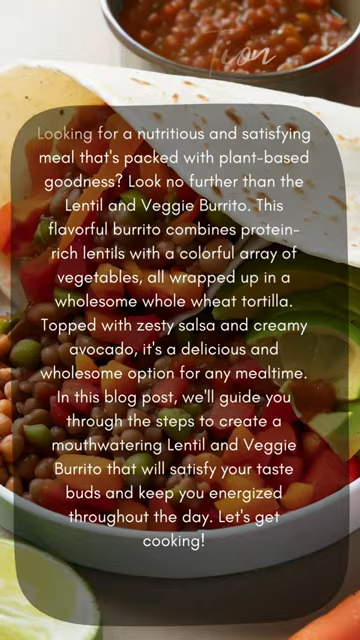 Looking for a nutritious and satisfying
meal that's packed with plant-based
goodness? Look no further than the
Lentil and Veggie Burrito. This
flavorful burrito combines protein-
rich lentils with a colorful array of
vegetables, all wrapped up in a
wholesome whole wheat tortilla.
Topped with zesty salsa and creamy
avocado, it's a delicious and
wholesome option for any mealtime.
In this blog post, we'll guide you
through the steps to create a
mouthwatering Lentil and Veggie
Burrito that will satisfy your taste
buds and keep you energized
throughout the day. Let's get
cooking!